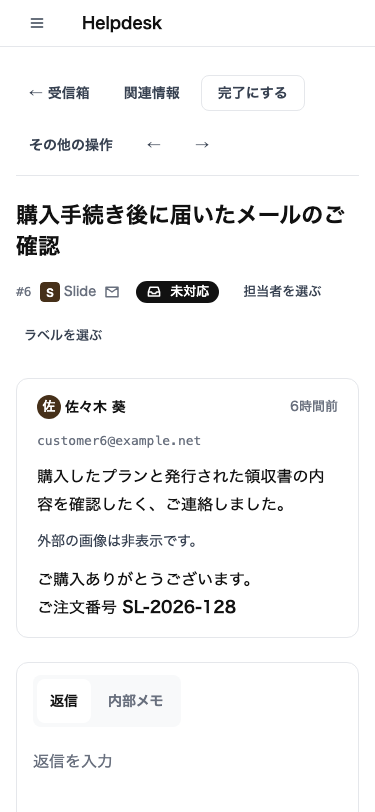 Helpdesk
← 受信箱 関連情報 完了にする
その他の操作 ← →
購入手続き後に届いたメールのご
確認
#6 S Slide 未対応 担当者を選ぶ
ラベルを選ぶ
佐 佐々木 葵 6時間前
customer6@example.net
購入したプランと発行された領収書の内
容を確認したく、ご連絡しました。
外部の画像は非表示です。
ご購入ありがとうございます。
ご注文番号 SL-2026-128
返信 内部メモ
返信を入力